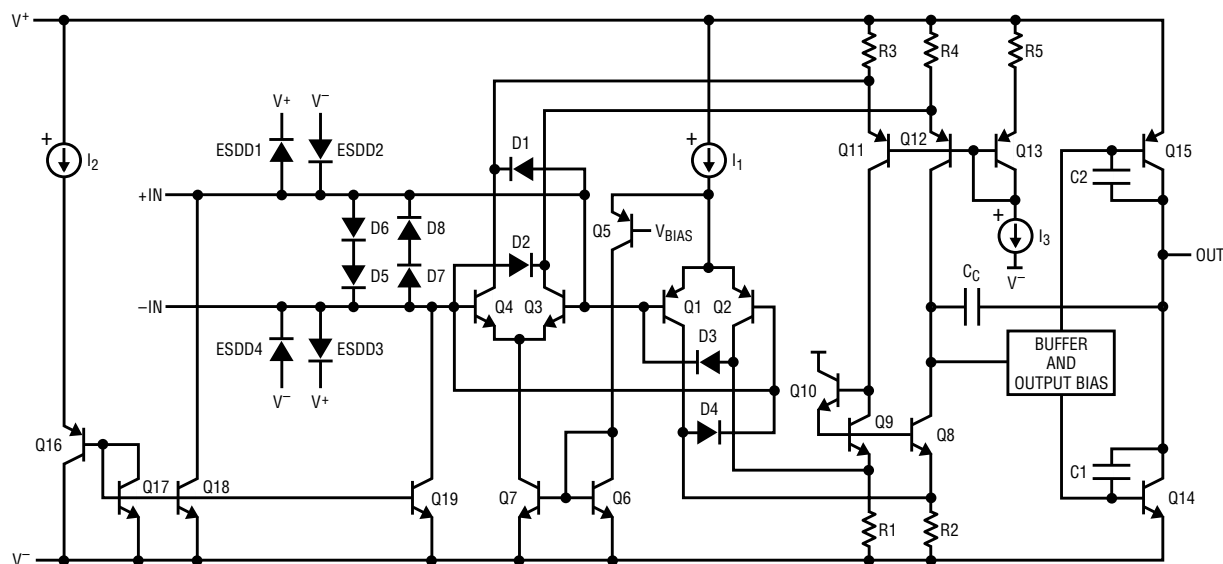 V+
R3
R4
R5
V+
V−
+
I2
ESDD1
ESDD2
D1
+
I1
Q11
Q12
Q13
Q15
C2
+IN
D6
D8
Q5
VBIAS
+
I3
V−
OUT
D2
D5
D7
CC
−IN
Q4
Q3
Q1
Q2
ESDD4
ESDD3
D3
BUFFER
AND
OUTPUT BIAS
V−
V+
Q10
D4
Q9
Q8
Q16
C1
Q17
Q18
Q19
Q7
Q6
Q14
R1
R2
V−